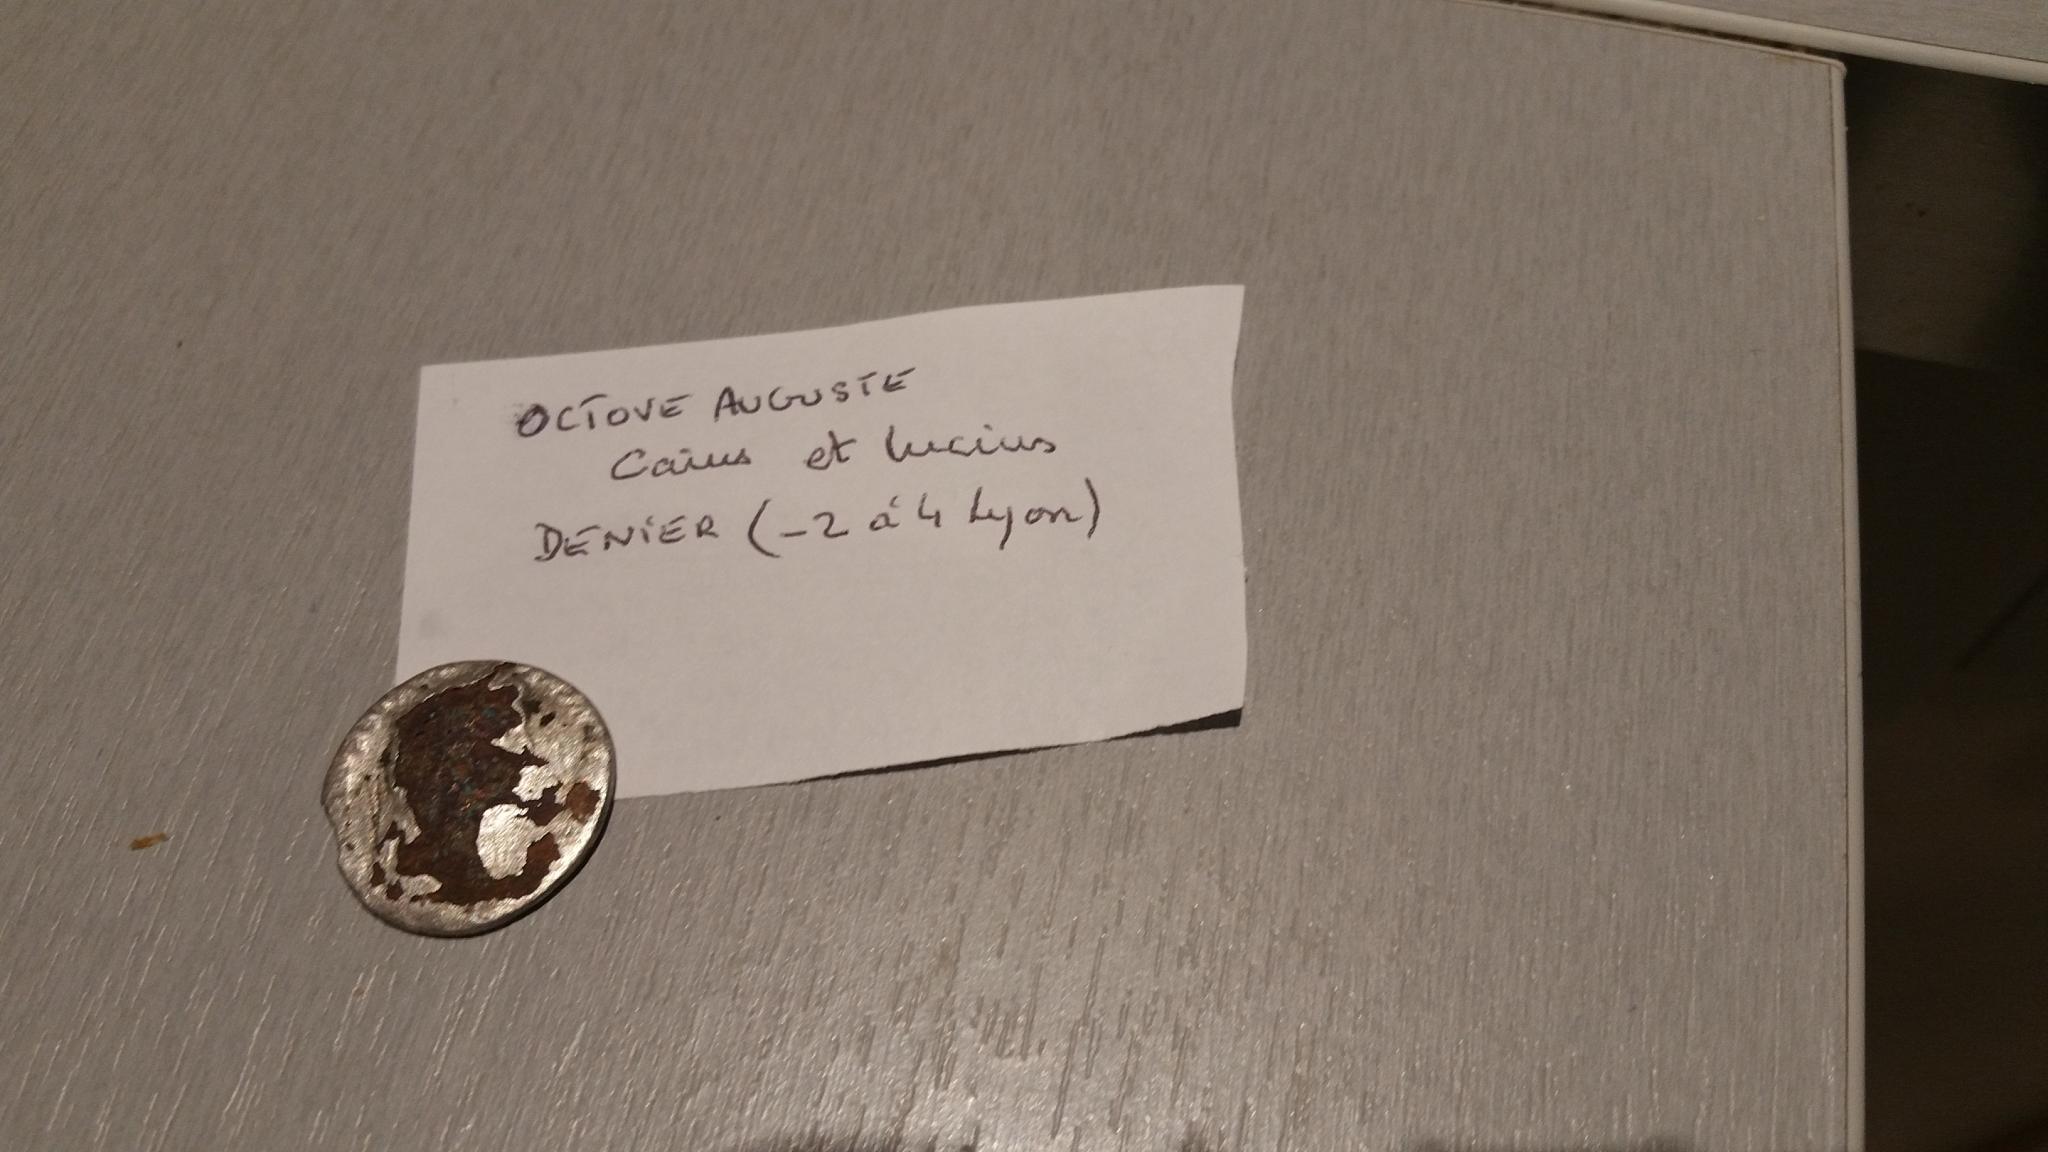 OCTOVE AUGUSTE
Caius et Lucius
DENIER (-2 à 4 Lyon)